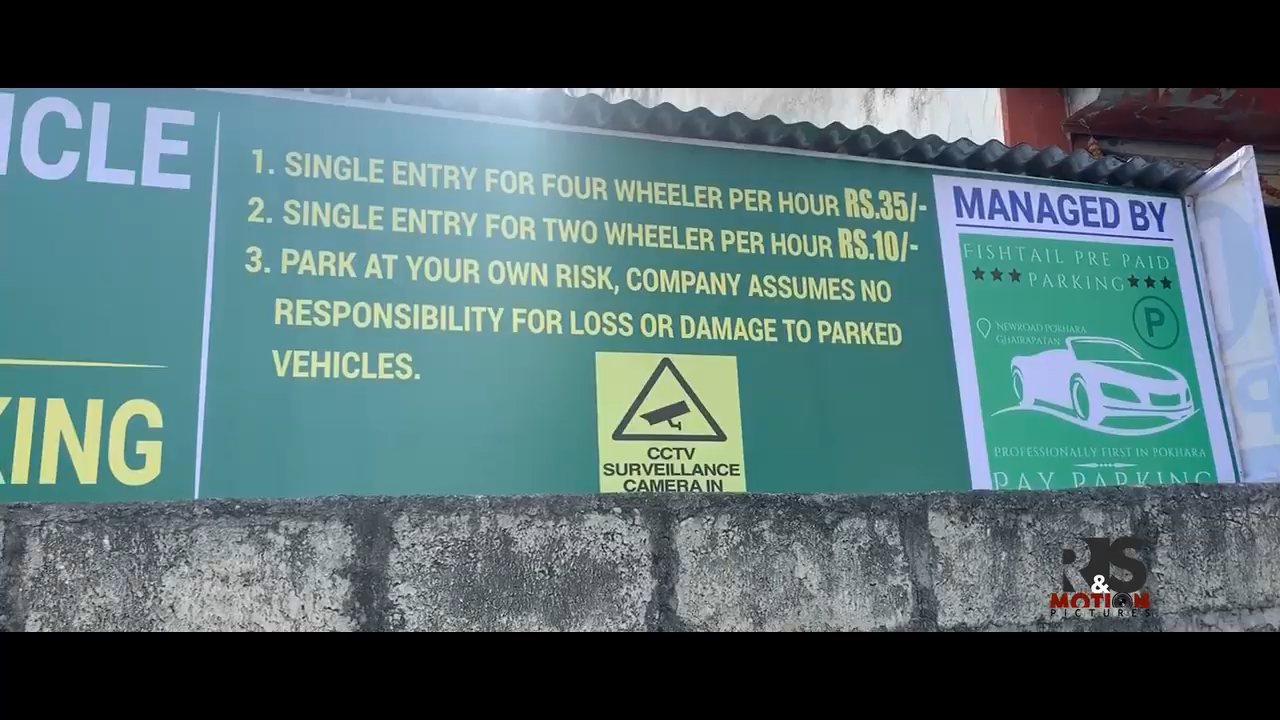 ICLE
KING
1. SINGLE ENTRY FOR FOUR WHEELER PER HOUR RS.35/-
2. SINGLE ENTRY FOR TWO WHEELER PER HOUR RS.10/-
3. PARK AT YOUR OWN RISK, COMPANY ASSUMES NO
RESPONSIBILITY FOR LOSS OR DAMAGE TO PARKED
VEHICLES.
CCTV
SURVEILLANCE
CAMERA IN
MANAGED BY
FISHTAIL PRE PAID
PARKING
P
NEWROAD POKHARA
GHAIRAPATAN
PROFESSIONALLY FIRST IN POKHARA
PAY PARKING
RJS
&
MOTION
PICTURES